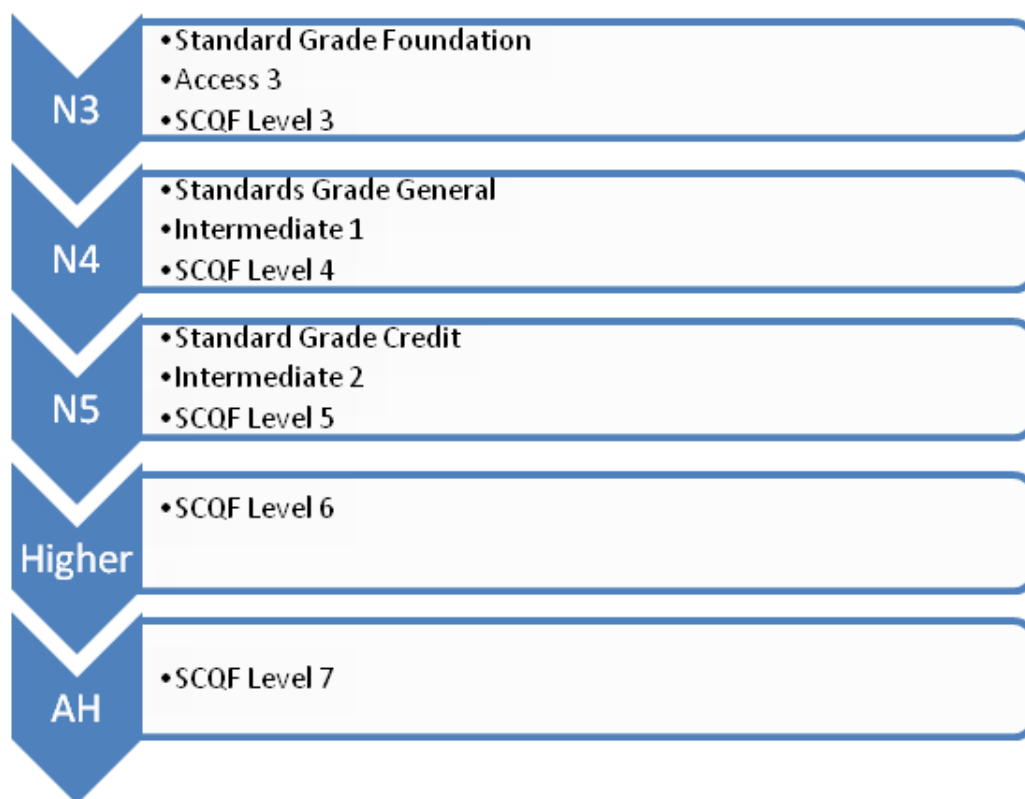 N3
•Standard Grade Foundation
•Access 3
•SCQF Level 3
N4
•Standards Grade General
•Intermediate 1
•SCQF Level 4
N5
•Standard Grade Credit
•Intermediate 2
•SCQF Level 5
Higher
•SCQF Level 6
AH
•SCQF Level 7